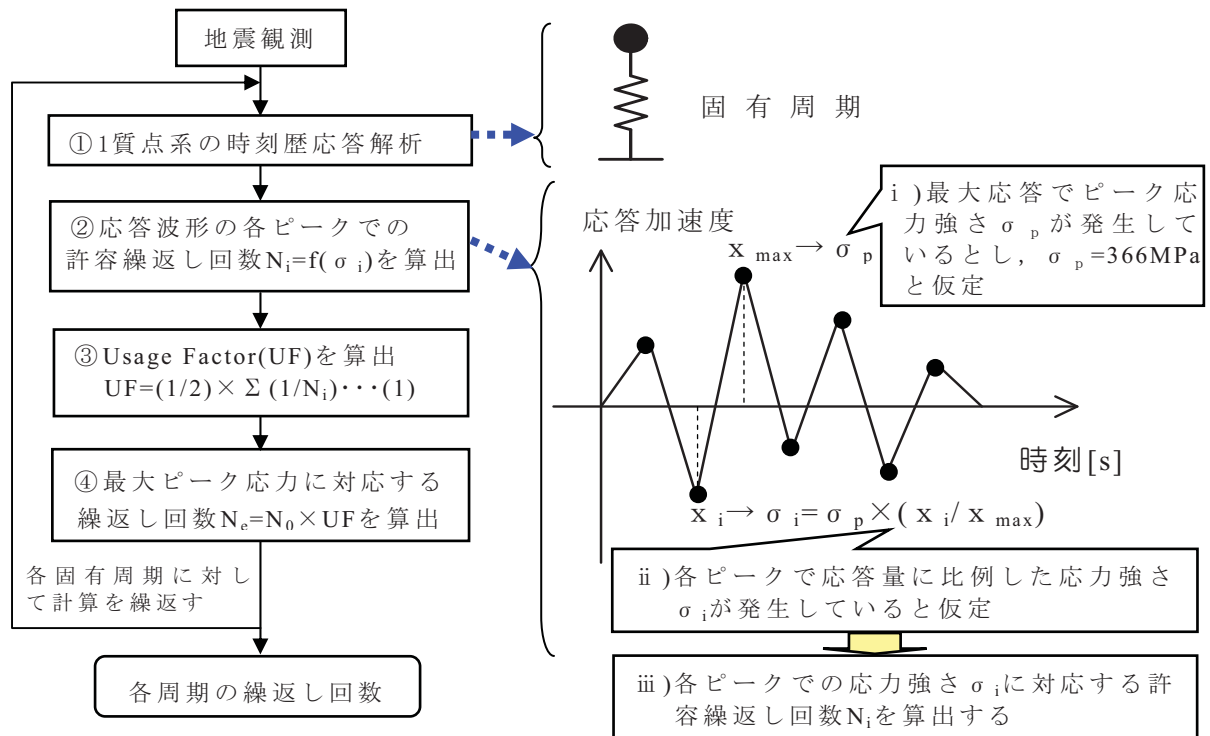 地震観測
①1質点系の時刻歴応答解析
②応答波形の各ピークでの
許容繰返し回数Nᵢ=f(σᵢ)を算出
③Usage Factor(UF)を算出
UF=(1/2)×Σ(1/Nᵢ)・・・(1)
④最大ピーク応力に対応する
繰返し回数Nₑ=N₀×UFを算出
各固有周期に対し
て計算を繰返す
各周期の繰返し回数
固有周期
応答加速度
x max→σp
ⅰ)最大応答でピーク応
力強さσpが発生して
いるとし，σp=366MPa
と仮定
時刻[s]
xᵢ→σᵢ=σp×(xᵢ/x max)
ⅱ)各ピークで応答量に比例した応力強さ
σᵢが発生していると仮定
ⅲ)各ピークでの応力強さσᵢに対応する許
容繰返し回数Nᵢを算出する